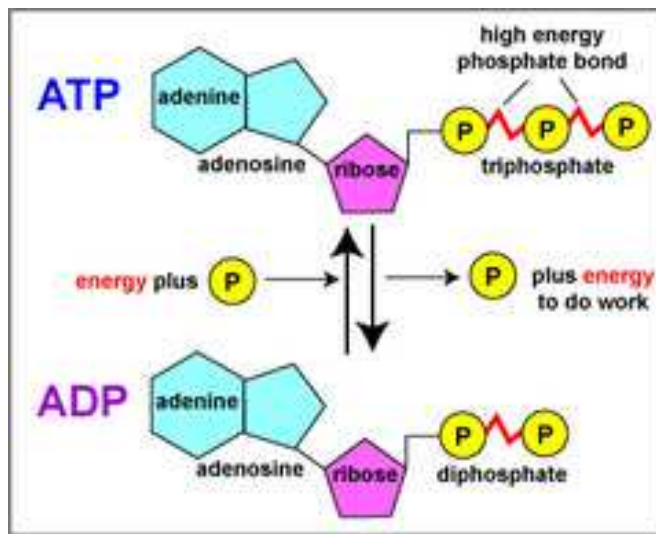 high energy
phosphate bond
ATP
adenine
P
P
P
adenosine
ribose
triphosphate
energy plus
P
P
plus energy
to do work
ADP
adenine
P
P
adenosine
ribose
diphosphate